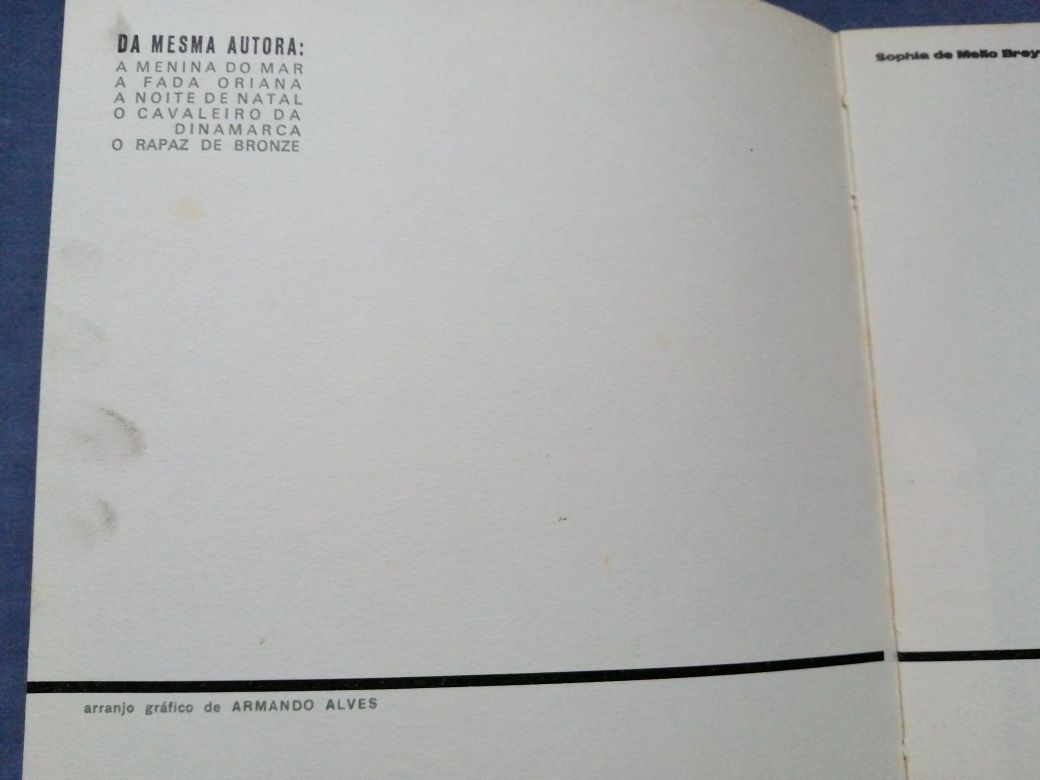 DA MESMA AUTORA:
A MENINA DO MAR
A FADA ORIANA
A NOITE DE NATAL
O CAVALEIRO DA
DINAMARCA
O RAPAZ DE BRONZE
Sophia de Mello Brey
arranjo gráfico de ARMANDO ALVES